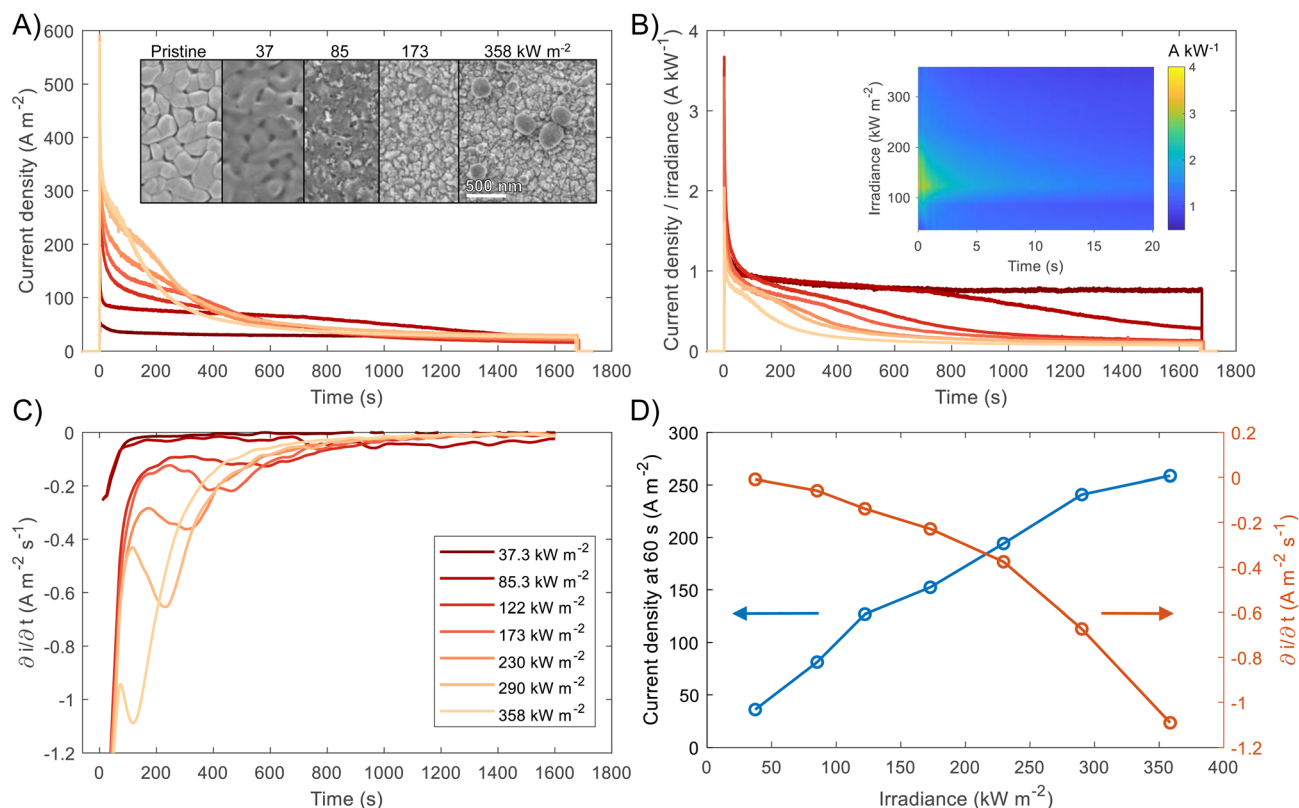 A)
Current density (A m-2)
600
500
400
300
200
100
0
Pristine 37 85 173 358 kW m-2
500 nm
0 200 400 600 800 1000 1200 1400 1600 1800
Time (s)
B)
Current density / irradiance (A kW-1)
4
3
2
1
0
A kW-1
4
3
2
1
Irradiance (kW m-2)
300
200
100
0 5 10 15 20
Time (s)
0 200 400 600 800 1000 1200 1400 1600 1800
Time (s)
C)
∂ i/∂ t (A m-2 s-1)
0
-0.2
-0.4
-0.6
-0.8
-1
-1.2
37.3 kW m-2
85.3 kW m-2
122 kW m-2
173 kW m-2
230 kW m-2
290 kW m-2
358 kW m-2
0 200 400 600 800 1000 1200 1400 1600 1800
Time (s)
D)
Current density at 60 s (A m-2)
300
250
200
150
100
50
0
0.2
0
-0.2
-0.4
-0.6
-0.8
-1
-1.2
∂ i/∂ t (A m-2 s-1)
0 50 100 150 200 250 300 350 400
Irradiance (kW m-2)